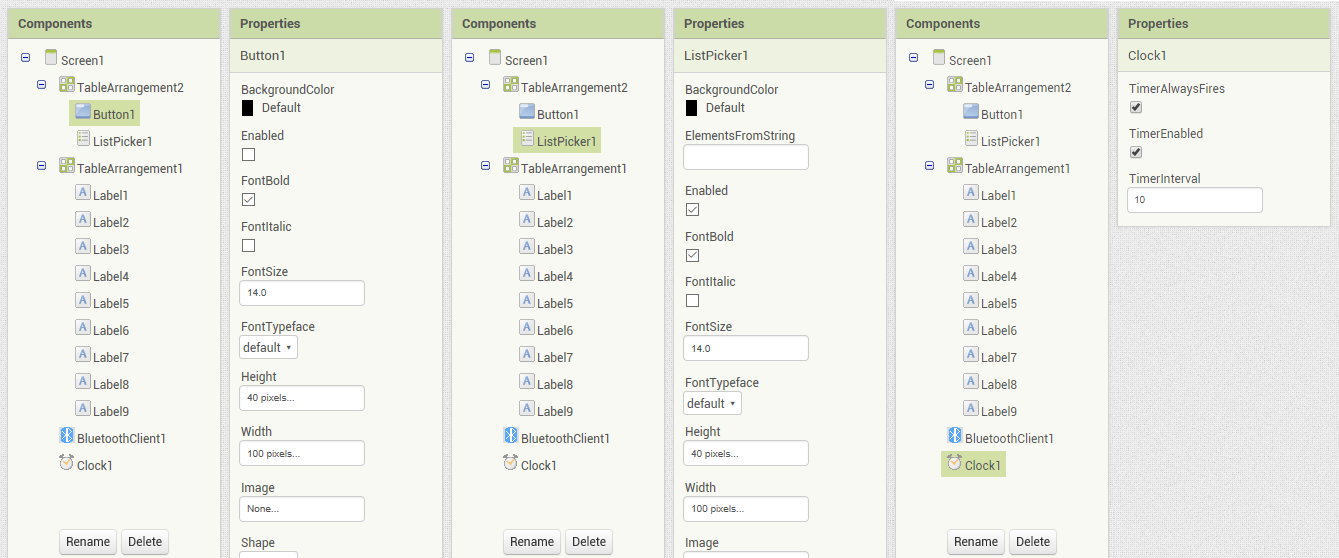 Components
Screen1
TableArrangement2
Button1
ListPicker1
TableArrangement1
A Label1
A Label2
A Label3
A Label4
A Label5
A Label6
A Label7
A Label8
A Label9
BluetoothClient1
Clock1
Rename Delete
Properties
Button1
BackgroundColor
Default
Enabled
FontBold
FontItalic
FontSize
14.0
FontTypeface
default
Height
40 pixels...
Width
100 pixels...
Image
None...
Shape
Components
Screen1
TableArrangement2
Button1
ListPicker1
TableArrangement1
A Label1
A Label2
A Label3
A Label4
A Label5
A Label6
A Label7
A Label8
A Label9
BluetoothClient1
Clock1
Rename Delete
Properties
ListPicker1
BackgroundColor
Default
ElementsFromString
Enabled
FontBold
FontItalic
FontSize
14.0
FontTypeface
default
Height
40 pixels...
Width
100 pixels...
Image
Components
Screen1
TableArrangement2
Button1
ListPicker1
TableArrangement1
A Label1
A Label2
A Label3
A Label4
A Label5
A Label6
A Label7
A Label8
A Label9
BluetoothClient1
Clock1
Rename Delete
Properties
Clock1
TimerAlwaysFires
TimerEnabled
TimerInterval
10